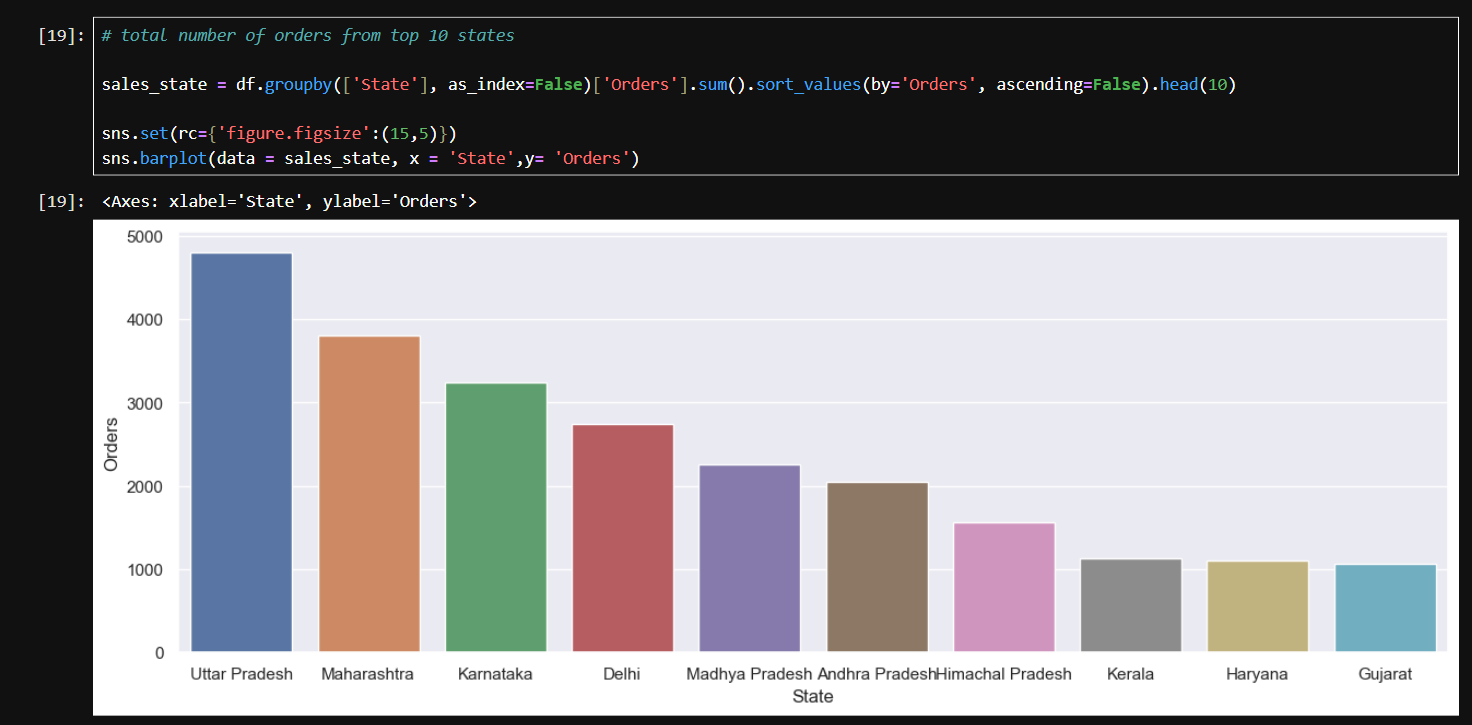 [19]: # total number of orders from top 10 states
sales_state = df.groupby(['State'], as_index=False)['Orders'].sum().sort_values(by='Orders', ascending=False).head(10)
sns.set(rc={'figure.figsize':(15,5)})
sns.barplot(data = sales_state, x = 'State',y= 'Orders')
[19]: <Axes: xlabel='State', ylabel='Orders'>
5000
4000
3000
2000
1000
0
Orders
Uttar Pradesh Maharashtra Karnataka Delhi Madhya Pradesh Andhra Pradesh Himachal Pradesh Kerala Haryana Gujarat
State